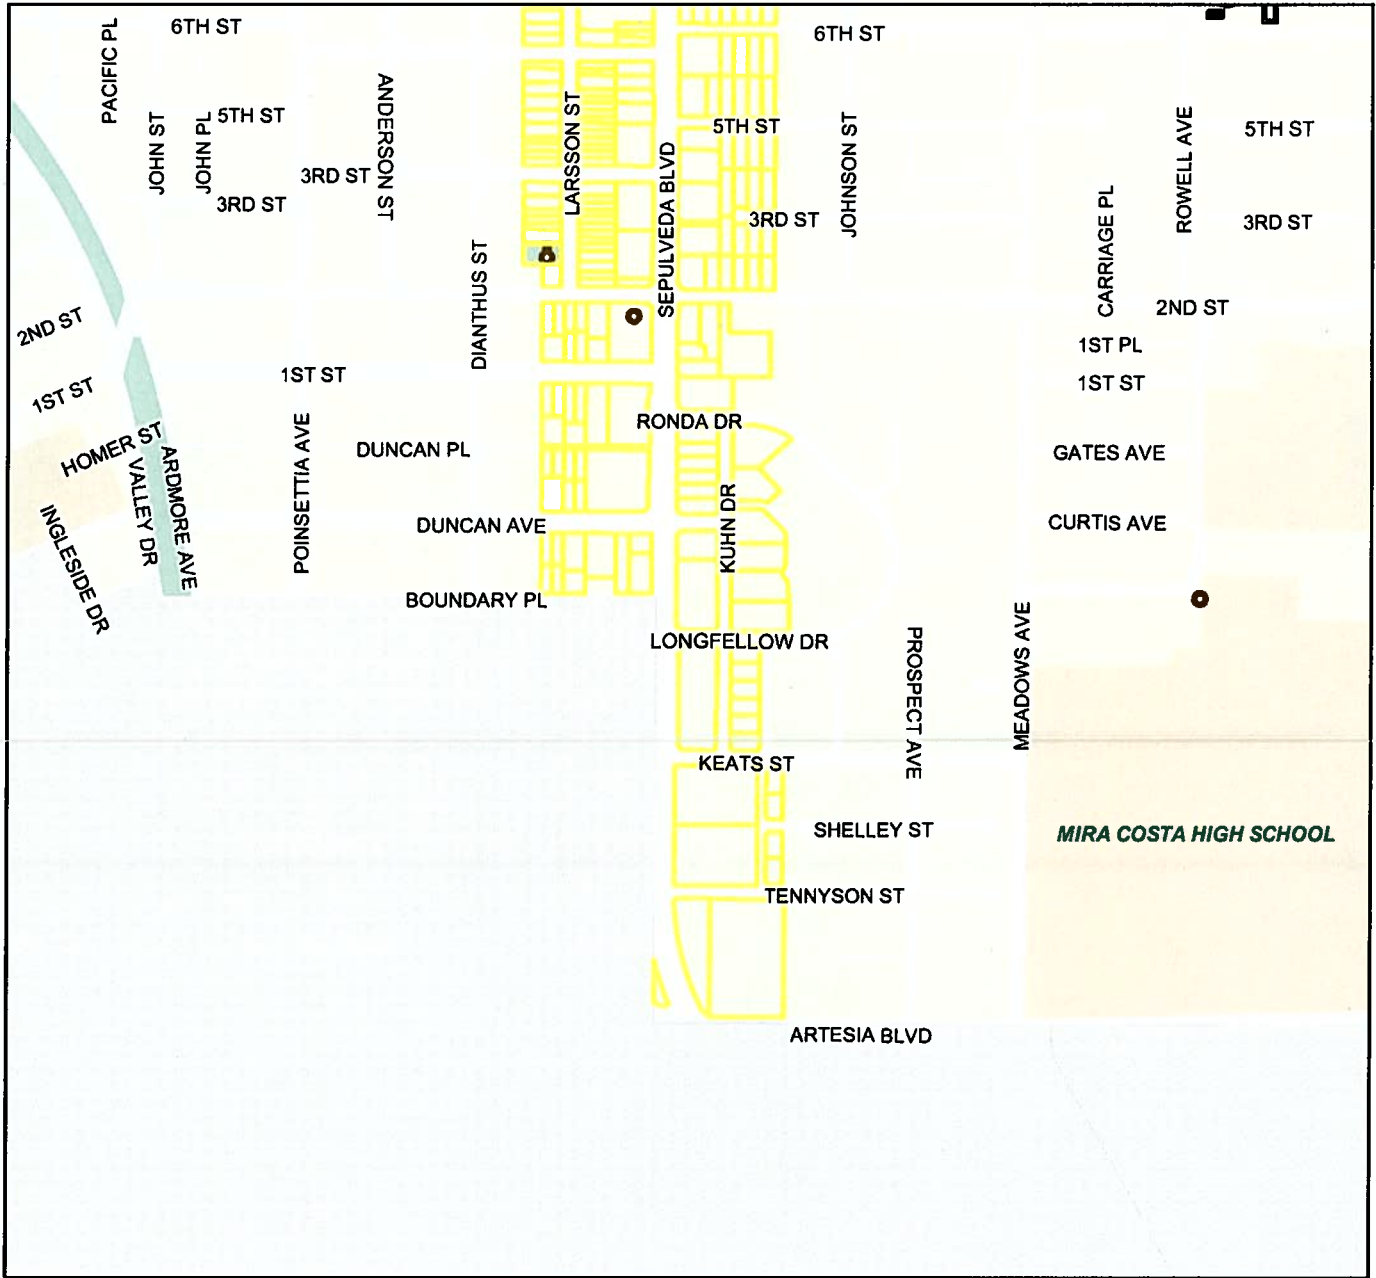 6TH ST
6TH ST
PACIFIC PL
ANDERSON ST
LARSSON ST
JOHN ST
JOHN PL
5TH ST
5TH ST
JOHNSON ST
ROWELL AVE
5TH ST
3RD ST
3RD ST
SEPULVEDA BLVD
3RD ST
CARRIAGE PL
3RD ST
DIANTHUS ST
2ND ST
2ND ST
1ST PL
1ST ST
1ST ST
1ST ST
HOMER ST
POINSETTIA AVE
DUNCAN PL
RONDA DR
GATES AVE
ARDMORE AVE
VALLEY DR
INGLESIDE DR
DUNCAN AVE
KUHN DR
CURTIS AVE
BOUNDARY PL
LONGFELLOW DR
PROSPECT AVE
MEADOWS AVE
KEATS ST
SHELLEY ST
MIRA COSTA HIGH SCHOOL
TENNYSON ST
ARTESIA BLVD